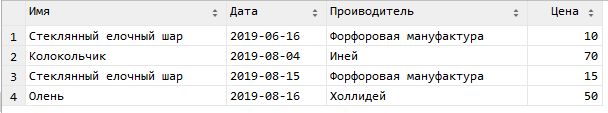 Имя Дата Проиводитель Цена
1 Стеклянный елочный шар 2019-06-16 Форфоровая мануфактура 10
2 Колокольчик 2019-08-04 Иней 70
3 Стеклянный елочный шар 2019-08-15 Форфоровая мануфактура 15
4 Олень 2019-08-16 Холлидей 50